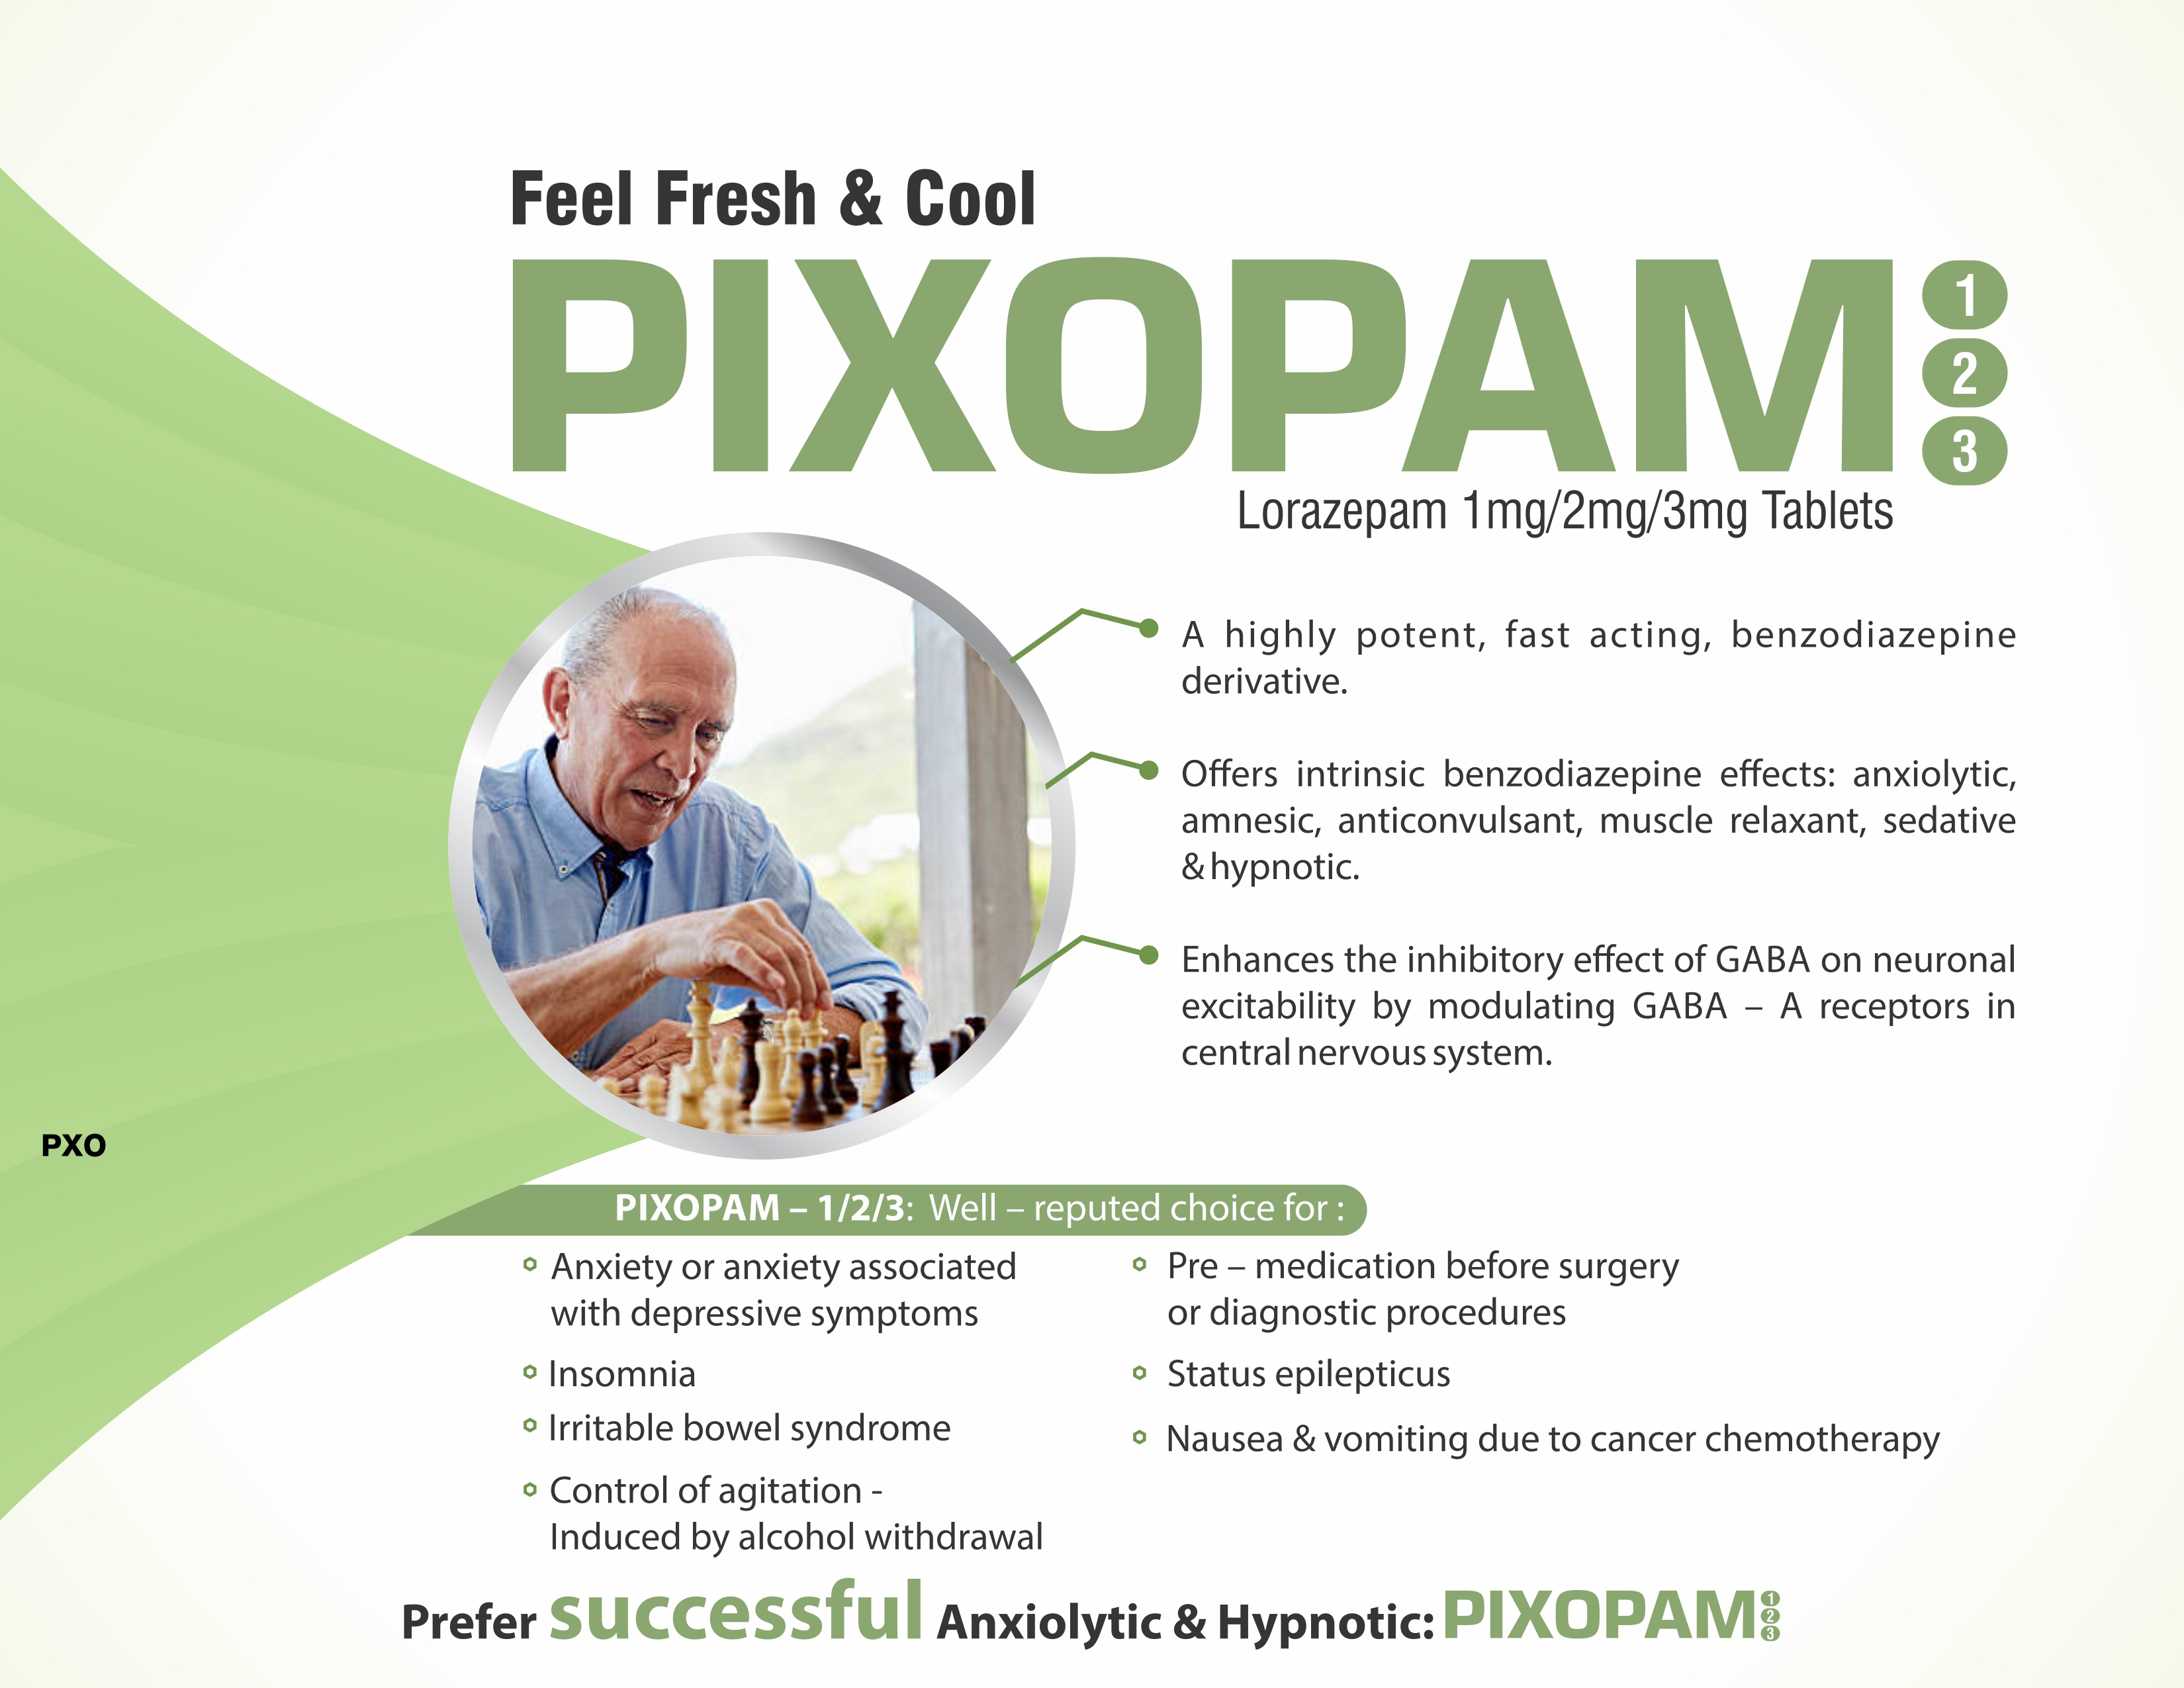 Feel Fresh & Cool
PIXOPAM
1
2
3
Lorazepam 1mg/2mg/3mg Tablets
A highly potent, fast acting, benzodiazepine
derivative.
Offers intrinsic benzodiazepine effects: anxiolytic,
amnesic, anticonvulsant, muscle relaxant, sedative
& hypnotic.
Enhances the inhibitory effect of GABA on neuronal
excitability by modulating GABA – A receptors in
central nervous system.
PXO
PIXOPAM – 1/2/3: Well – reputed choice for :
Anxiety or anxiety associated
with depressive symptoms
Insomnia
Irritable bowel syndrome
Control of agitation -
Induced by alcohol withdrawal
Pre – medication before surgery
or diagnostic procedures
Status epilepticus
Nausea & vomiting due to cancer chemotherapy
Prefer successful Anxiolytic & Hypnotic: PIXOPAM
1
2
3